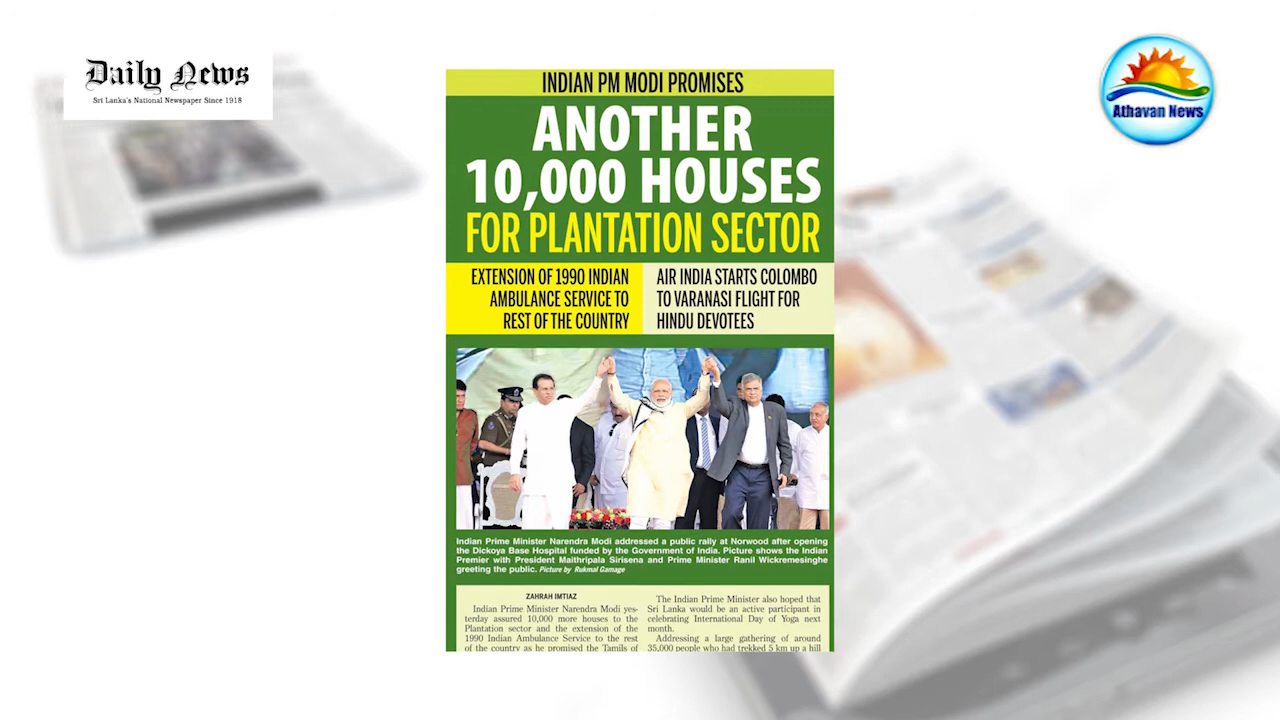 Daily News
Sri Lanka's National Newspaper Since 1918
Athavan News
INDIAN PM MODI PROMISES
ANOTHER
10,000 HOUSES
FOR PLANTATION SECTOR
EXTENSION OF 1990 INDIAN
AMBULANCE SERVICE TO
REST OF THE COUNTRY
AIR INDIA STARTS COLOMBO
TO VARANASI FLIGHT FOR
HINDU DEVOTEES
Indian Prime Minister Narendra Modi addressed a public rally at Norwood after opening
the Dickoya Base Hospital funded by the Government of India. Picture shows the Indian
Premier with President Maithripala Sirisena and Prime Minister Ranil Wickremesinghe
greeting the public. Picture by Rukmal Gamage
ZAHRAH IMTIAZ
Indian Prime Minister Narendra Modi yes-
terday assured 10,000 more houses to the
Plantation sector and the extension of the
1990 Indian Ambulance Service to the rest
of the country as he promised the Tamils of
The Indian Prime Minister also hoped that
Sri Lanka would be an active participant in
celebrating International Day of Yoga next
month.
Addressing a large gathering of around
35,000 people who had trekked 5 km up a hill